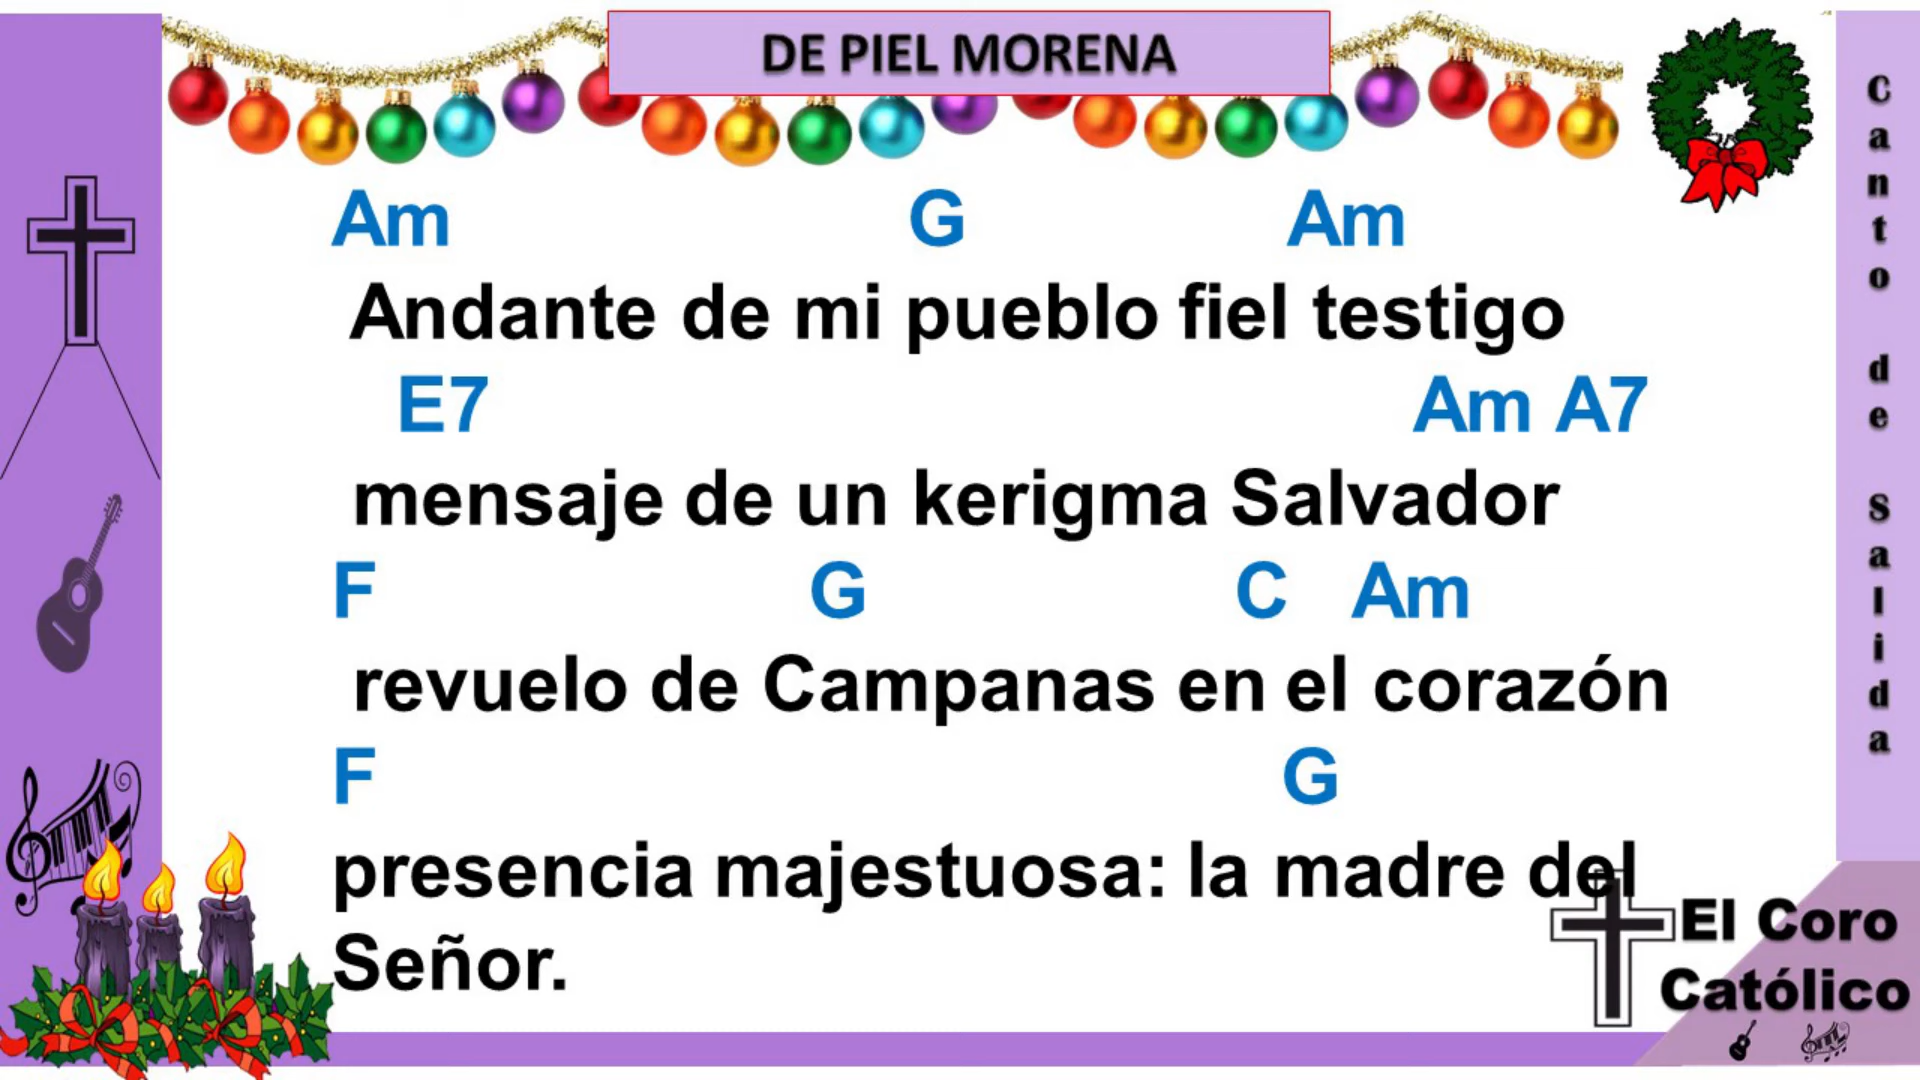 DE PIEL MORENA
Am G Am
Andante de mi pueblo fiel testigo
E7 Am A7
mensaje de un kerigma Salvador
F G C Am
revuelo de Campanas en el corazón
F G
presencia majestuosa: la madre del
Señor.
Canto de Salida
El Coro
Católico